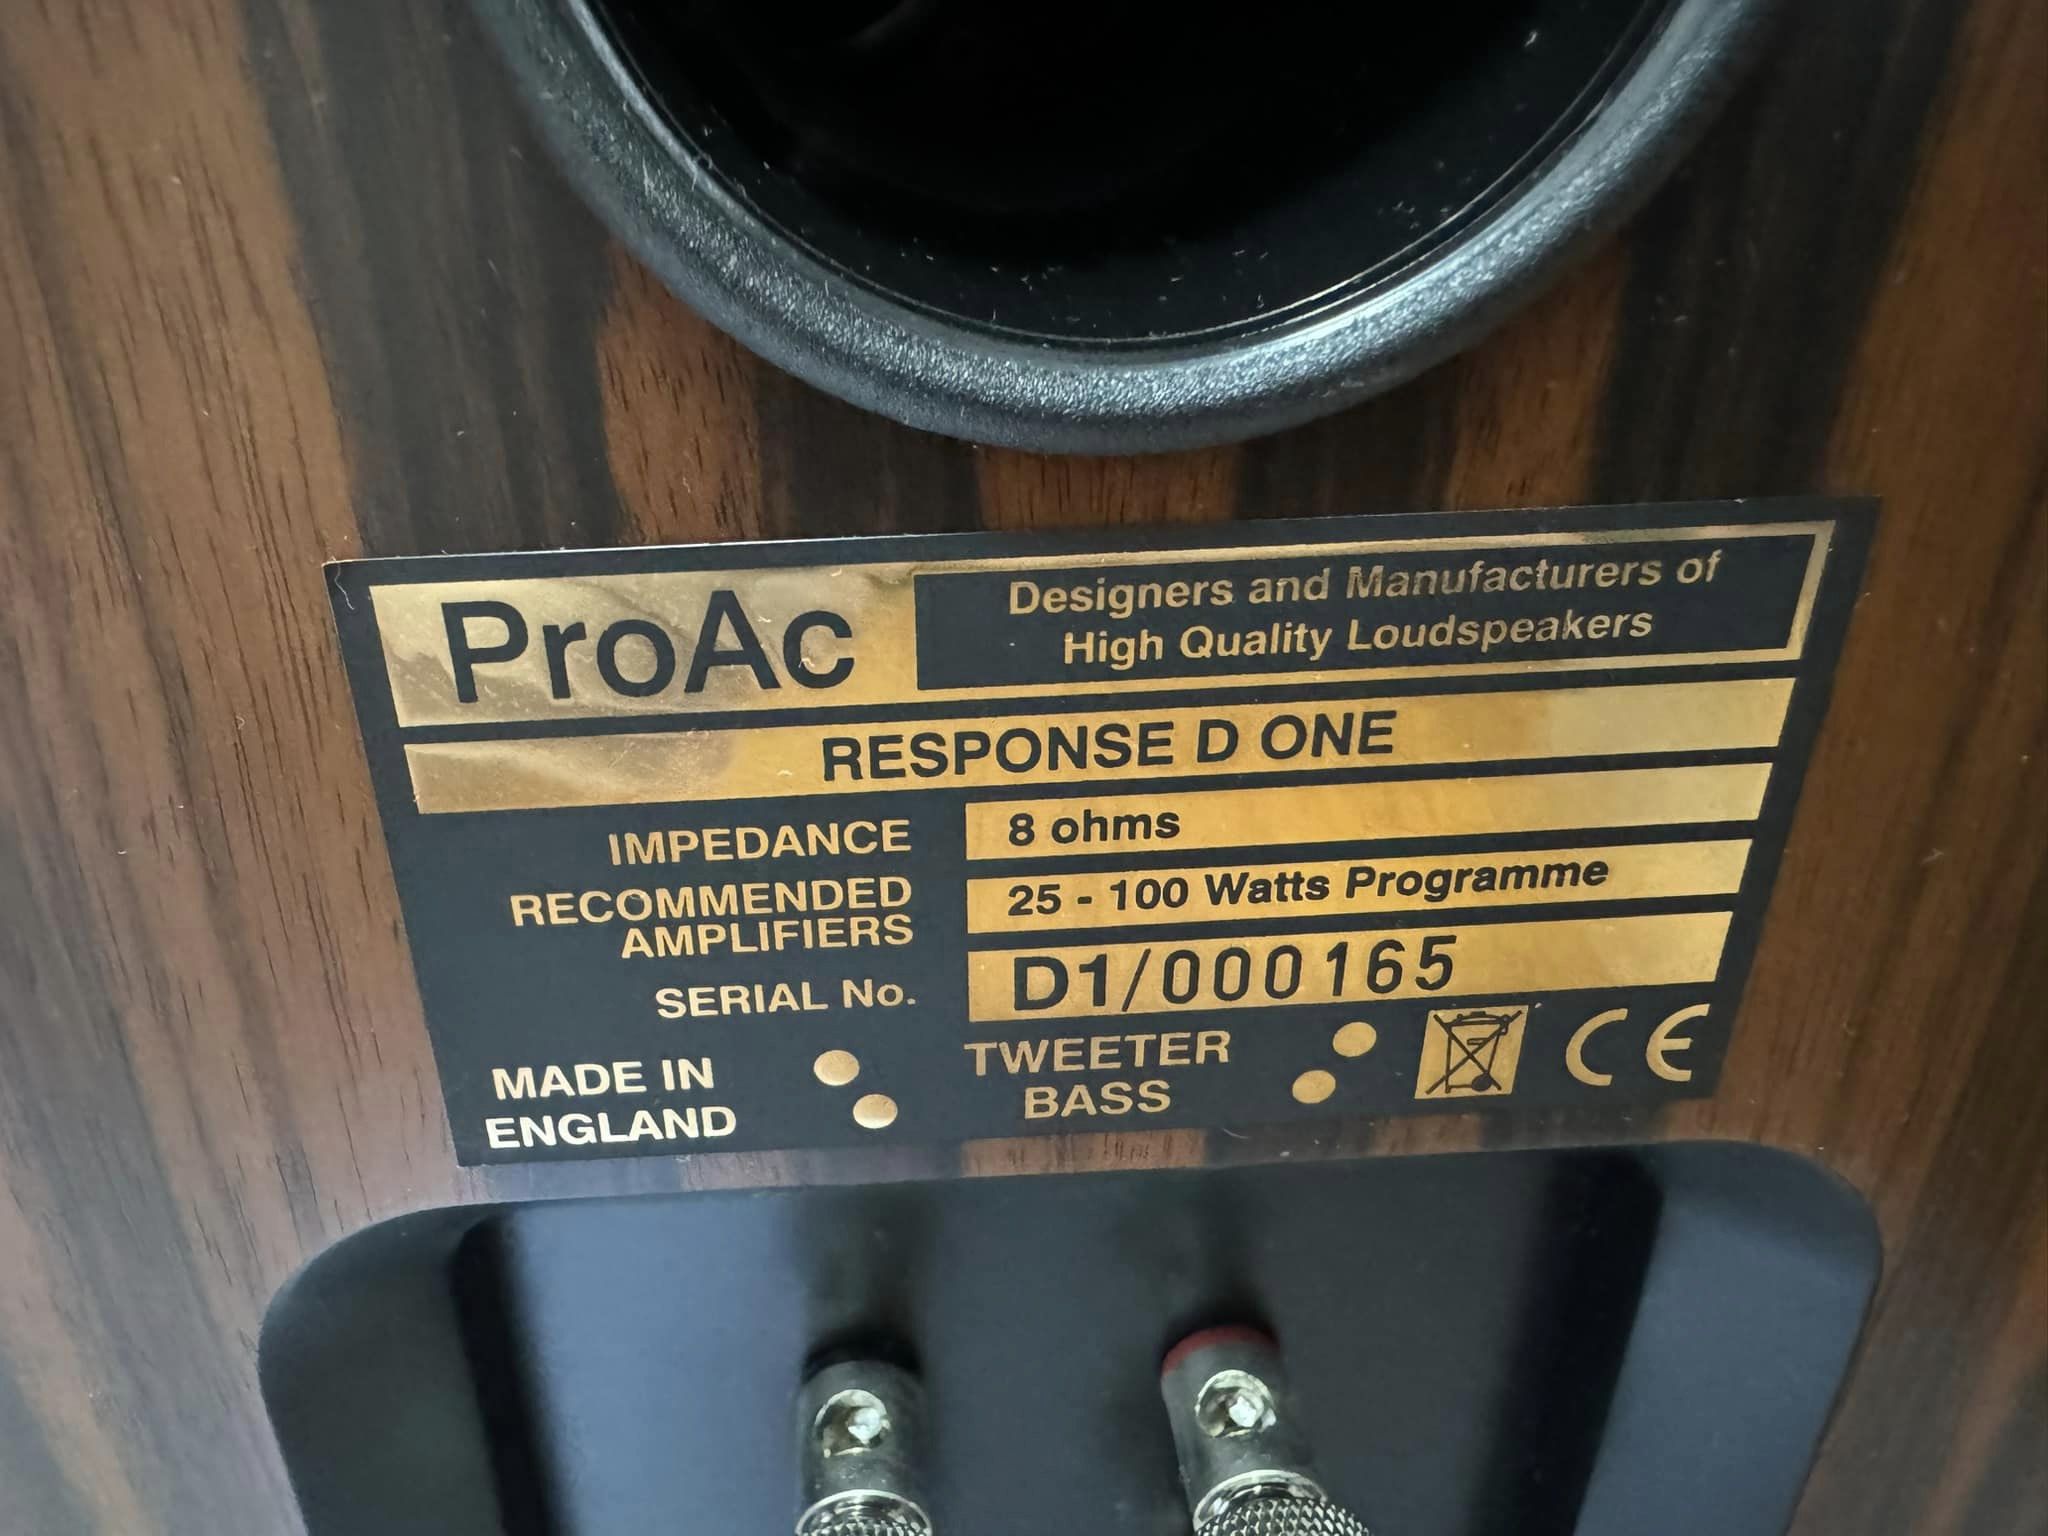 ProAc
Designers and Manufacturers of
High Quality Loudspeakers
RESPONSE D ONE
IMPEDANCE 8 ohms
RECOMMENDED
AMPLIFIERS 25 - 100 Watts Programme
SERIAL No. D1/000165
MADE IN
ENGLAND
TWEETER
BASS
CE